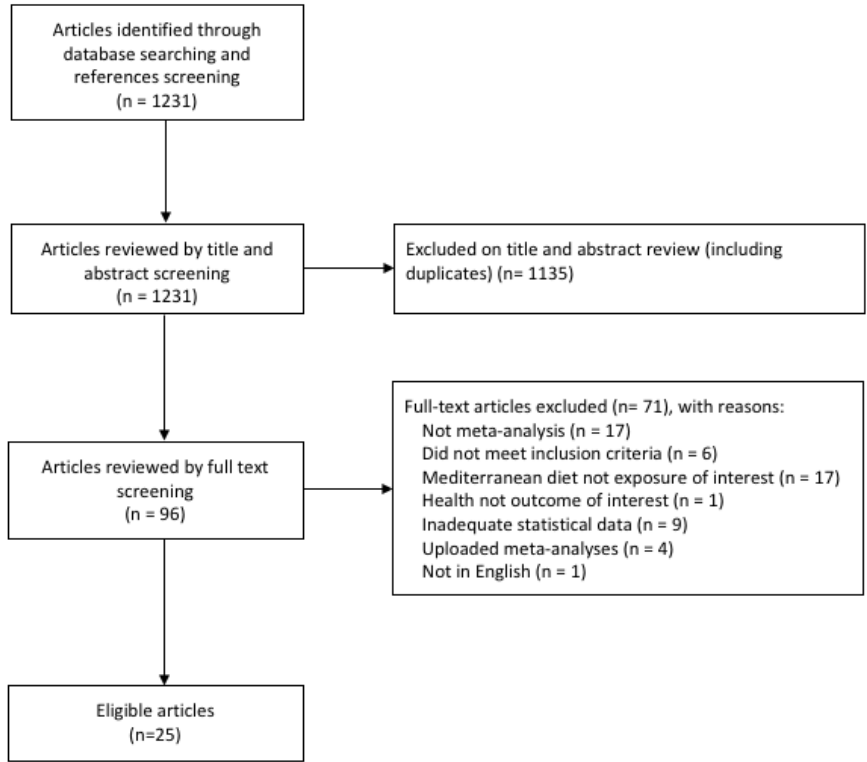 Articles identified through
database searching and
references screening
(n = 1231)
Articles reviewed by title and
abstract screening
(n = 1231)
Excluded on title and abstract review (including
duplicates) (n= 1135)
Articles reviewed by full text
screening
(n = 96)
Full-text articles excluded (n= 71), with reasons:
Not meta-analysis (n = 17)
Did not meet inclusion criteria (n = 6)
Mediterranean diet not exposure of interest (n = 17)
Health not outcome of interest (n = 1)
Inadequate statistical data (n = 9)
Uploaded meta-analyses (n = 4)
Not in English (n = 1)
Eligible articles
(n=25)